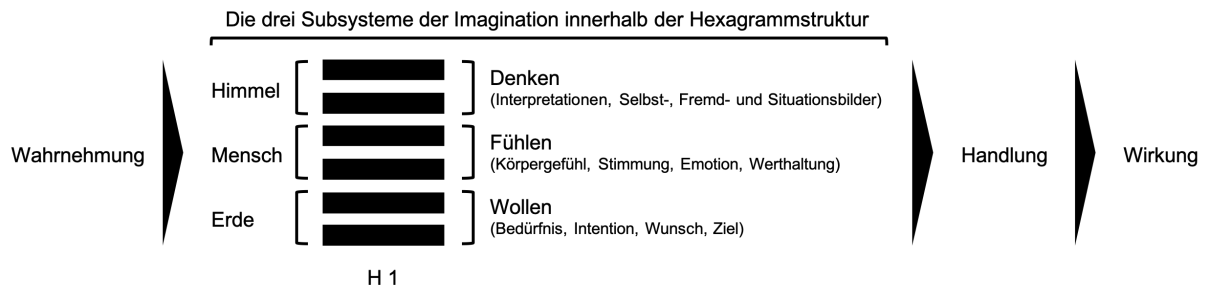 Die drei Subsysteme der Imagination innerhalb der Hexagrammstruktur
Wahrnehmung
Himmel
Denken
(Interpretationen, Selbst-, Fremd- und Situationsbilder)
Mensch
Fühlen
(Körpergefühl, Stimmung, Emotion, Werthaltung)
Erde
Wollen
(Bedürfnis, Intention, Wunsch, Ziel)
H 1
Handlung
Wirkung